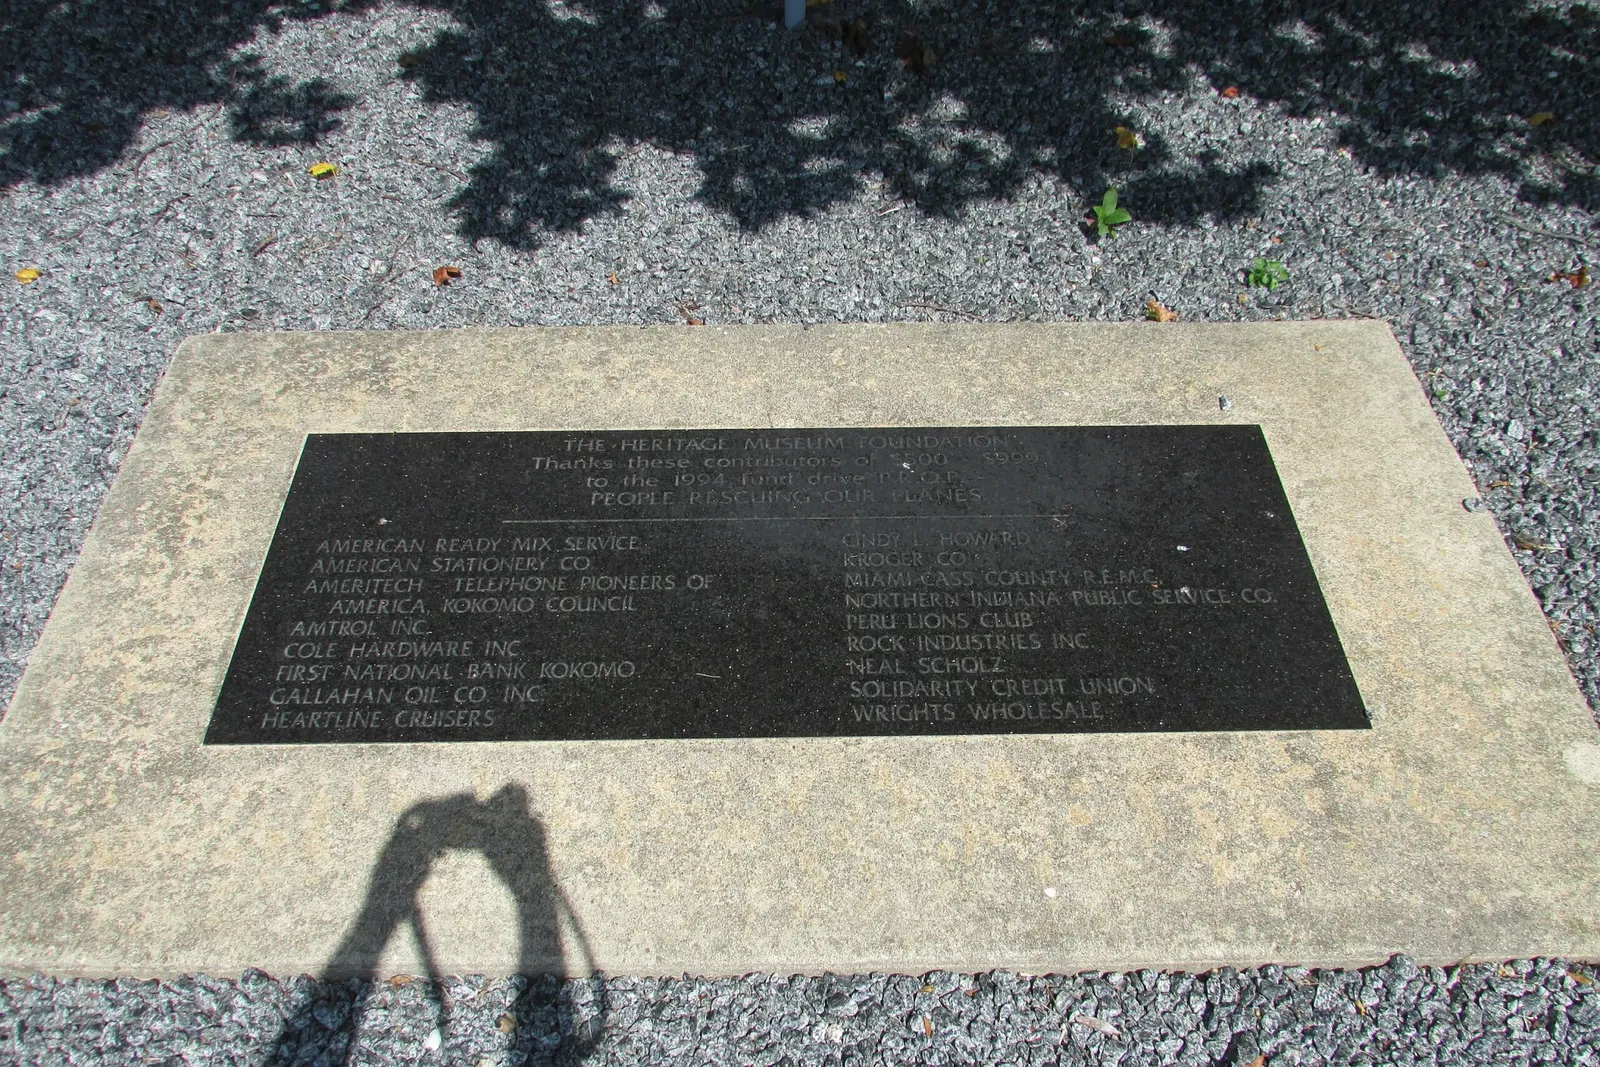 THE HERITAGE MUSEUM FOUNDATION
Thanks these contributors of $500 - $999
to the 1994 fund drive P.R.O.P.
PEOPLE RESCUING OUR PLANES
AMERICAN READY MIX SERVICE
AMERICAN STATIONERY CO
AMERITECH - TELEPHONE PIONEERS OF
AMERICA, KOKOMO COUNCIL
AMTROL INC.
COLE HARDWARE INC
FIRST NATIONAL BANK KOKOMO
GALLAHAN OIL CO INC
HEARTLINE CRUISERS
CINDY L. HOWARD
KROGER CO
MIAMI-CASS COUNTY R.E.M.C.
NORTHERN INDIANA PUBLIC SERVICE CO.
PERU LIONS CLUB
ROCK INDUSTRIES INC
NEAL SCHOLZ
SOLIDARITY CREDIT UNION
WRIGHTS WHOLESALE